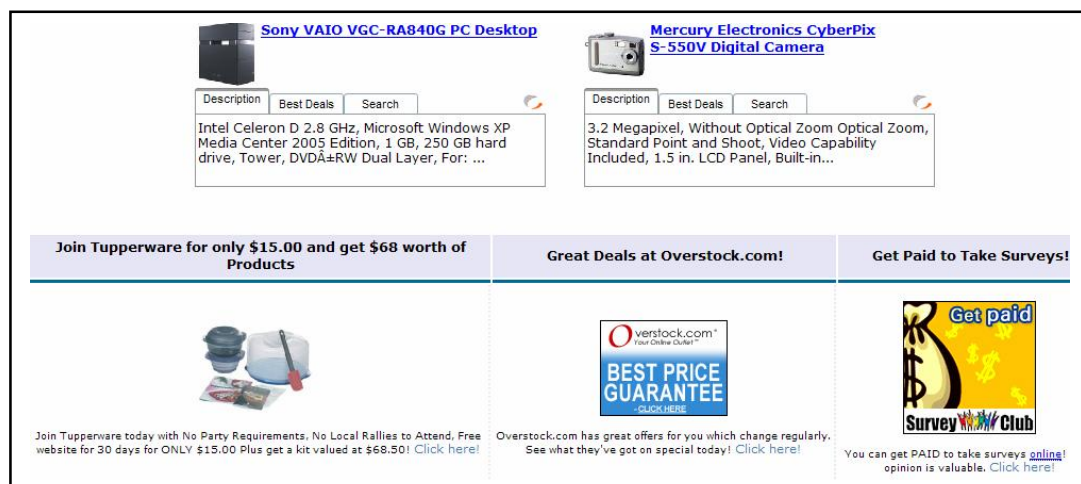 Sony VAIO VGC-RA840G PC Desktop
Description
Best Deals
Search
Intel Celeron D 2.8 GHz, Microsoft Windows XP
Media Center 2005 Edition, 1 GB, 250 GB hard
drive, Tower, DVDÂ±RW Dual Layer, For: ...
Mercury Electronics CyberPix
S-550V Digital Camera
Description
Best Deals
Search
3.2 Megapixel, Without Optical Zoom Optical Zoom,
Standard Point and Shoot, Video Capability
Included, 1.5 in. LCD Panel, Built-in...
Join Tupperware for only $15.00 and get $68 worth of
Products
Join Tupperware today with No Party Requirements, No Local Rallies to Attend, Free
website for 30 days for ONLY $15.00 Plus get a kit valued at $68.50! Click here!
Great Deals at Overstock.com!
Overstock.com
Your Online Outlet™
BEST PRICE
GUARANTEE
- CLICK HERE
Overstock.com has great offers for you which change regularly.
See what they've got on special today! Click here!
Get Paid to Take Surveys!
Get paid
Survey Club
You can get PAID to take surveys online!
opinion is valuable. Click here!